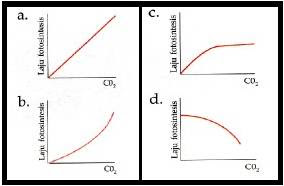 a.
Laju fotosintesis
CO₂
b.
Laju fotosintesis
CO₂
c.
Laju fotosintesis
CO₂
d.
Laju fotosintesis
CO₂